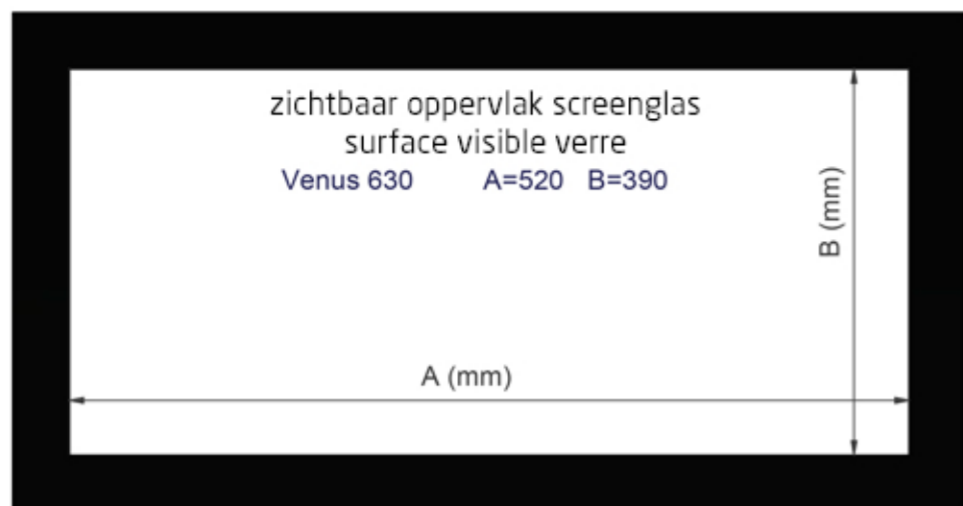 zichtbaar oppervlak screenglas
surface visible verre
Venus 630 A=520 B=390
B (mm)
A (mm)